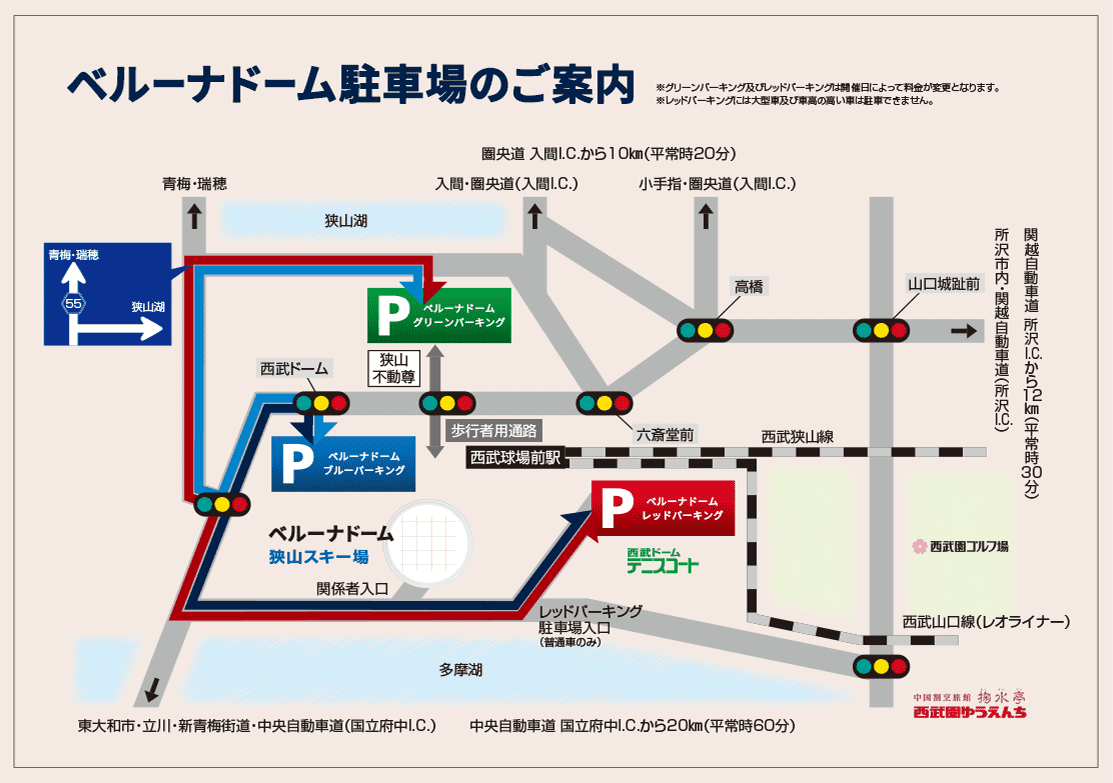 ベルーナドーム駐車場のご案内
※グリーンパーキング及びレッドパーキングは開催日によって料金が変更となります。
※レッドパーキングには大型車及び車高の高い車は駐車できません。
圏央道 入間I.C.から10km(平常時20分)
青梅・瑞穂
入間・圏央道(入間I.C.)
小手指・圏央道(入間I.C.)
狭山湖
青梅・瑞穂
55
狭山湖
P
ベルーナドーム
グリーンパーキング
高橋
山口城趾前
所沢市内・関越自動車道(所沢I.C.)
関越自動車道 所沢I.C.から12km(平常時30分)
狭山
不動尊
西武ドーム
歩行者用通路
六斎堂前
西武球場前駅
西武狭山線
P
ベルーナドーム
ブルーパーキング
P
ベルーナドーム
レッドパーキング
ベルーナドーム
狭山スキー場
西武ドーム
テニスコート
西武園ゴルフ場
関係者入口
レッドパーキング
駐車場入口
(普通車のみ)
西武山口線(レオライナー)
多摩湖
中国割烹旅館 掬水亭
西武園ゆうえんち
東大和市・立川・新青梅街道・中央自動車道(国立府中I.C.)
中央自動車道 国立府中I.C.から20km(平常時60分)